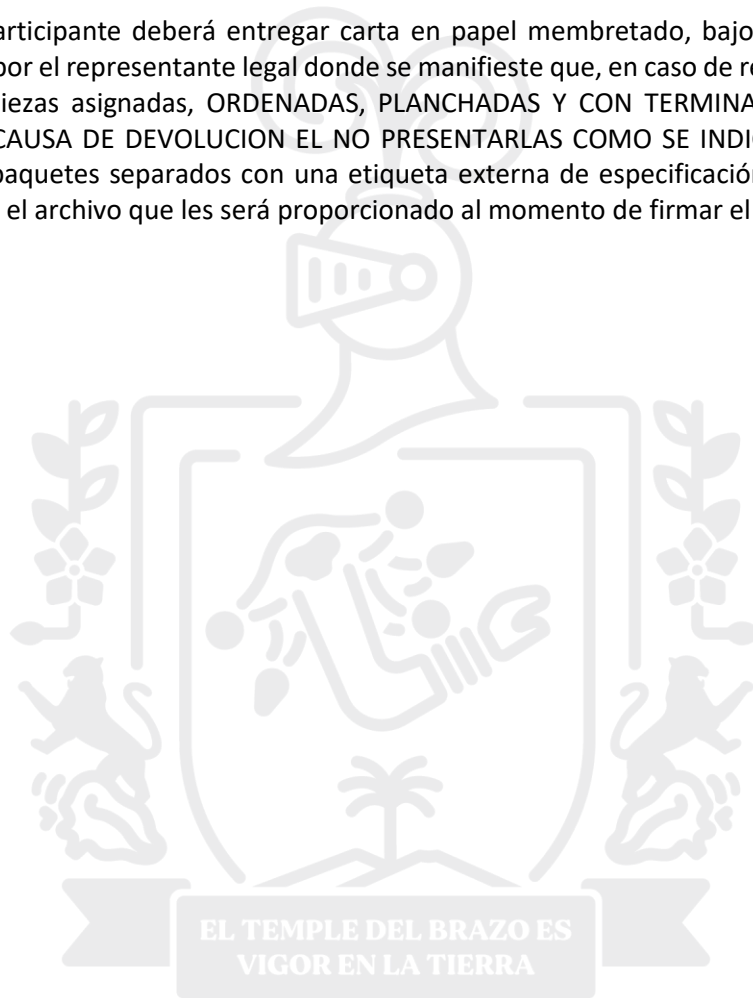 articipante deberá entregar carta en papel membretado, bajo
por el representante legal donde se manifieste que, en caso de re
iezas asignadas, ORDENADAS, PLANCHADAS Y CON TERMINA
CAUSA DE DEVOLUCION EL NO PRESENTARLAS COMO SE INDI
paquetes separados con una etiqueta externa de especificación
el archivo que les será proporcionado al momento de firmar el
EL TEMPLE DEL BRAZO ES
VIGOR EN LA TIERRA